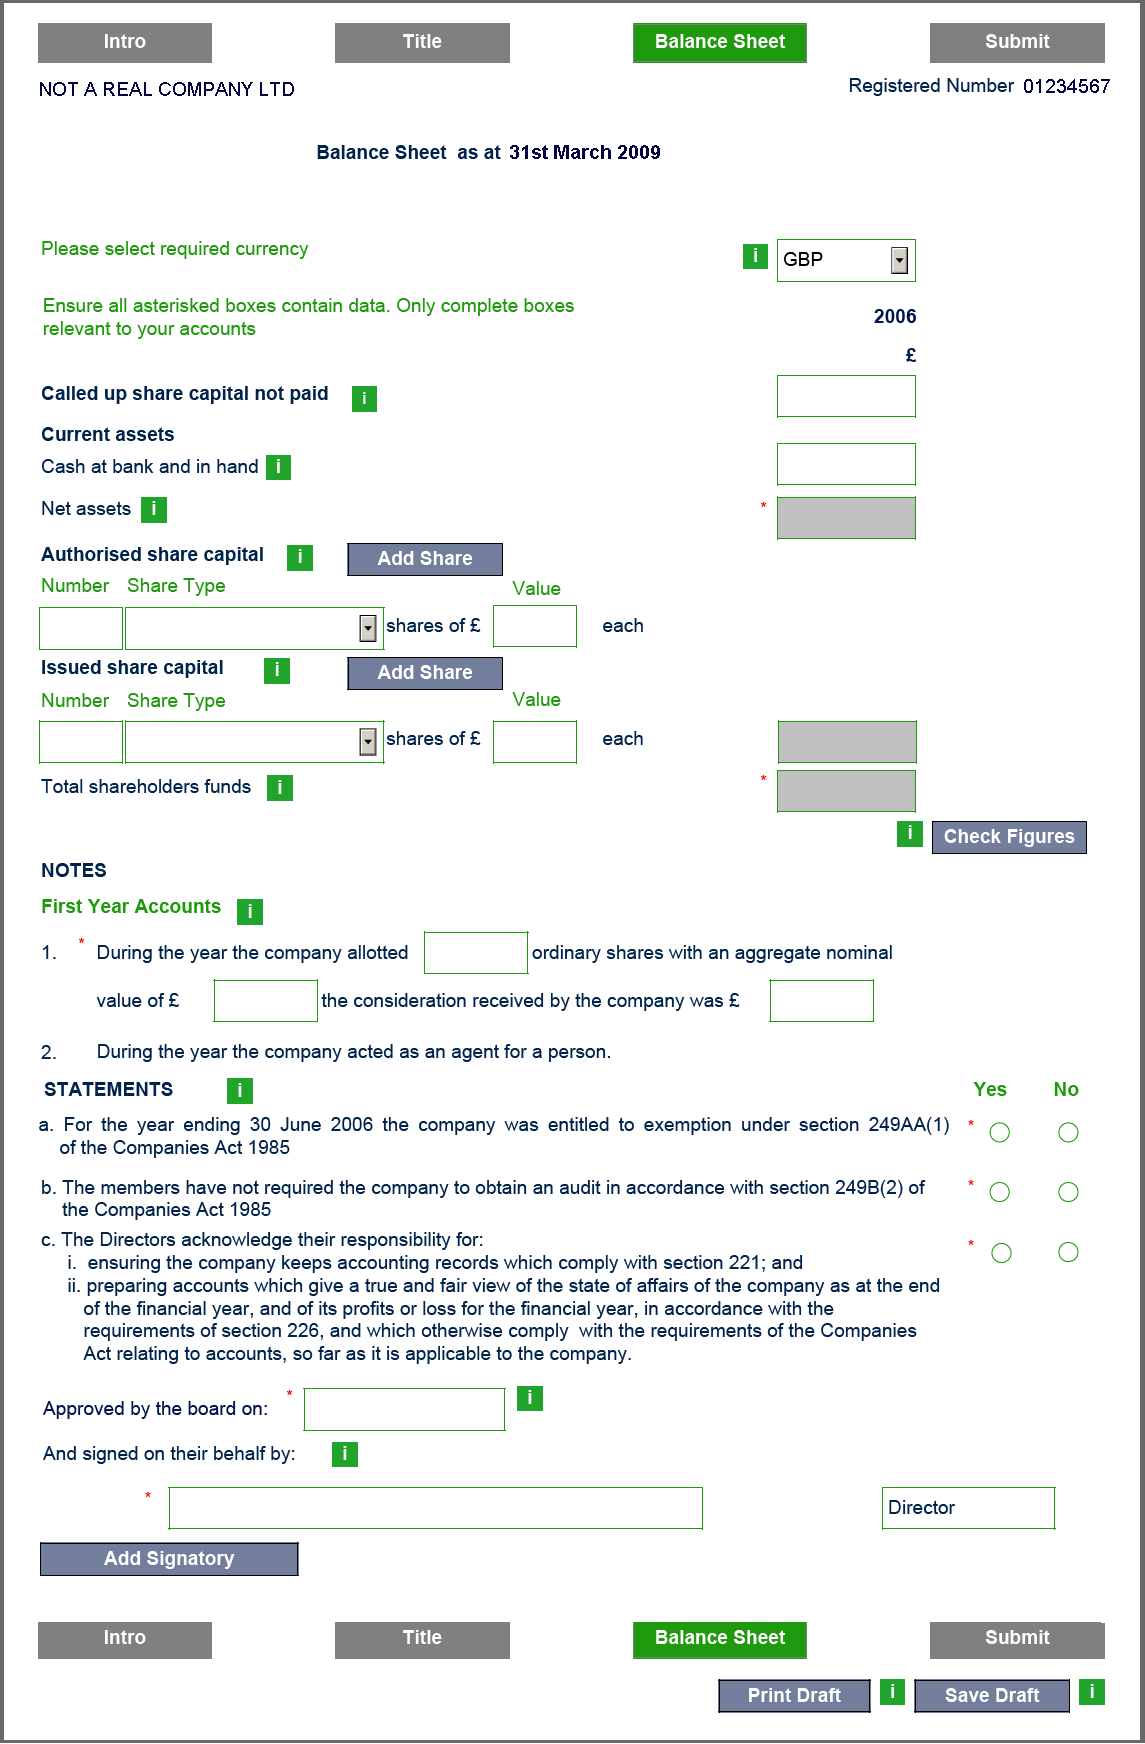 Intro Title Balance Sheet Submit
NOT A REAL COMPANY LTD Registered Number 01234567
Balance Sheet as at 31st March 2009
Please select required currency i GBP
Ensure all asterisked boxes contain data. Only complete boxes
relevant to your accounts
2006
£
Called up share capital not paid i
Current assets
Cash at bank and in hand i
Net assets i *
Authorised share capital i Add Share
Number Share Type Value
shares of £ each
Issued share capital i Add Share
Number Share Type Value
shares of £ each
Total shareholders funds i *
i Check Figures
NOTES
First Year Accounts i
1. * During the year the company allotted ordinary shares with an aggregate nominal
value of £ the consideration received by the company was £
2. During the year the company acted as an agent for a person.
STATEMENTS i Yes No
a. For the year ending 30 June 2006 the company was entitled to exemption under section 249AA(1) *
of the Companies Act 1985
b. The members have not required the company to obtain an audit in accordance with section 249B(2) of *
the Companies Act 1985
c. The Directors acknowledge their responsibility for: *
i. ensuring the company keeps accounting records which comply with section 221; and
ii. preparing accounts which give a true and fair view of the state of affairs of the company as at the end
of the financial year, and of its profits or loss for the financial year, in accordance with the
requirements of section 226, and which otherwise comply with the requirements of the Companies
Act relating to accounts, so far as it is applicable to the company.
Approved by the board on: * i
And signed on their behalf by: i
* Director
Add Signatory
Intro Title Balance Sheet Submit
Print Draft i Save Draft i